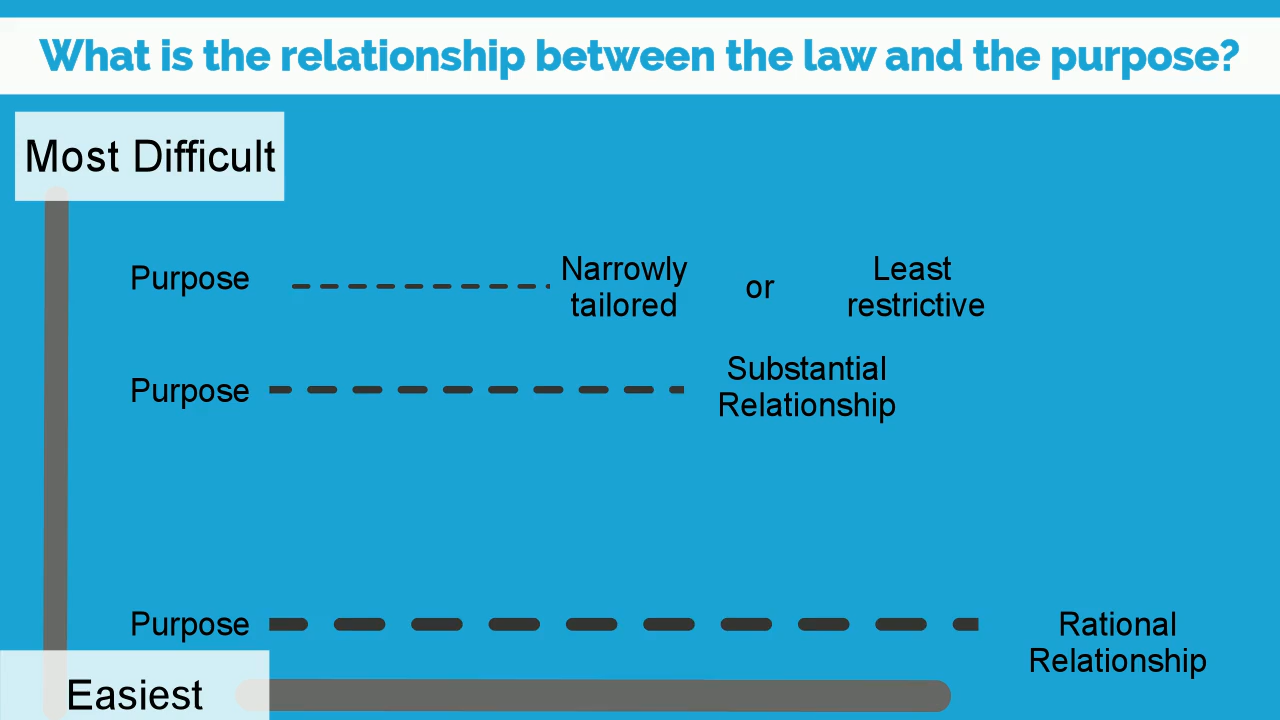 What is the relationship between the law and the purpose?
Most Difficult
Purpose
Narrowly
tailored
or
Least
restrictive
Purpose
Substantial
Relationship
Purpose
Rational
Relationship
Easiest